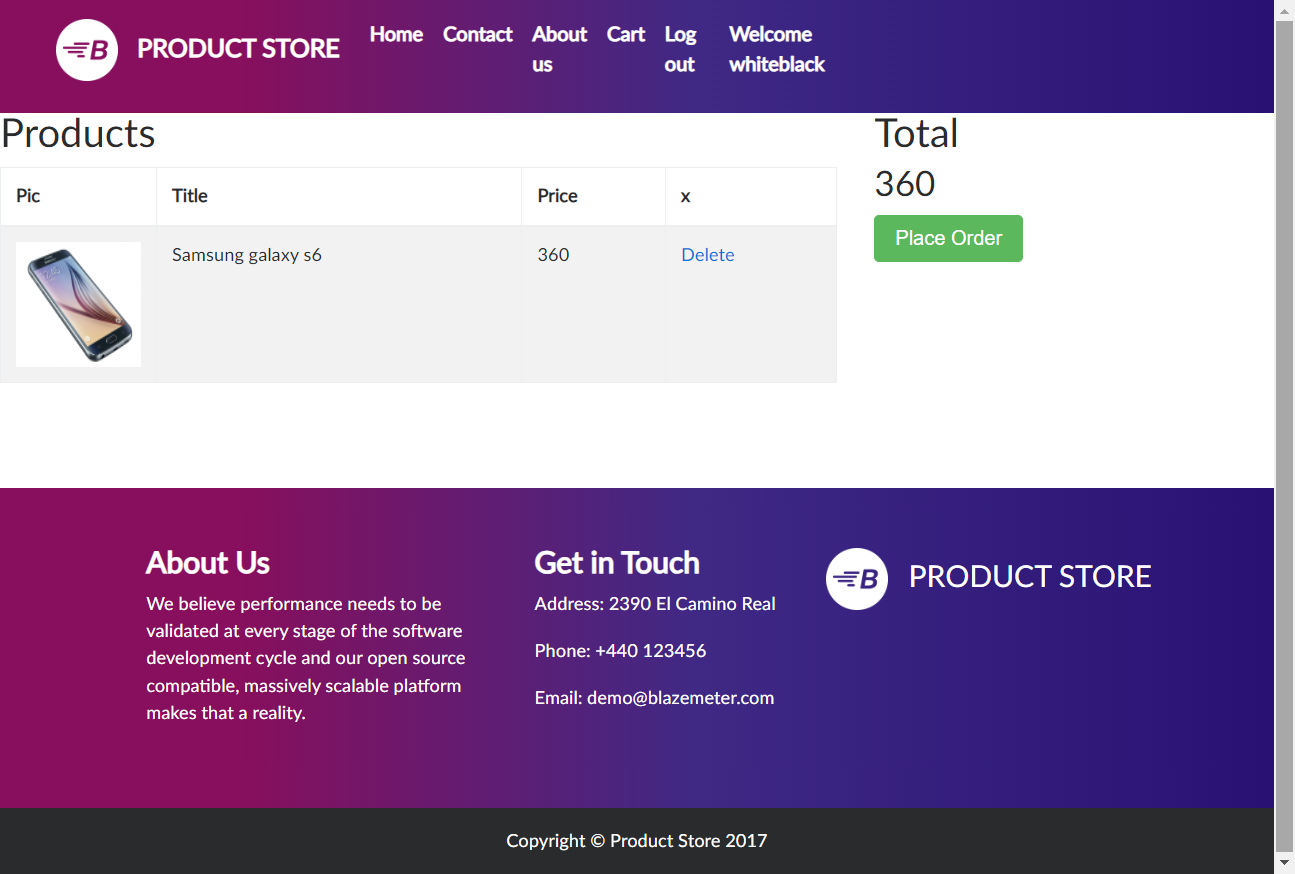 B
PRODUCT STORE
Home
Contact
About
us
Cart
Log
out
Welcome
whiteblack
Products
Pic
Title
Price
x
Samsung galaxy s6
360
Delete
Total
360
Place Order
About Us
We believe performance needs to be
validated at every stage of the software
development cycle and our open source
compatible, massively scalable platform
makes that a reality.
Get in Touch
Address: 2390 El Camino Real
Phone: +440 123456
Email: demo@blazemeter.com
B
PRODUCT STORE
Copyright © Product Store 2017